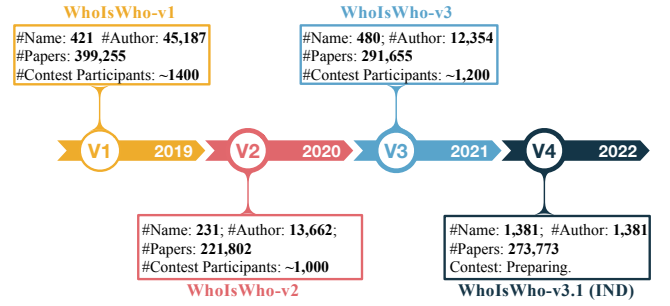 WhoIsWho-v1
#Name: 421 #Author: 45,187
#Papers: 399,255
#Contest Participants: ~1400
WhoIsWho-v3
#Name: 480; #Author: 12,354
#Papers: 291,655
#Contest Participants: ~1,200
V1 2019 V2 2020 V3 2021 V4 2022
#Name: 231; #Author: 13,662;
#Papers: 221,802
#Contest Participants: ~1,000
WhoIsWho-v2
#Name: 1,381; #Author: 1,381
#Papers: 273,773
Contest: Preparing.
WhoIsWho-v3.1 (IND)